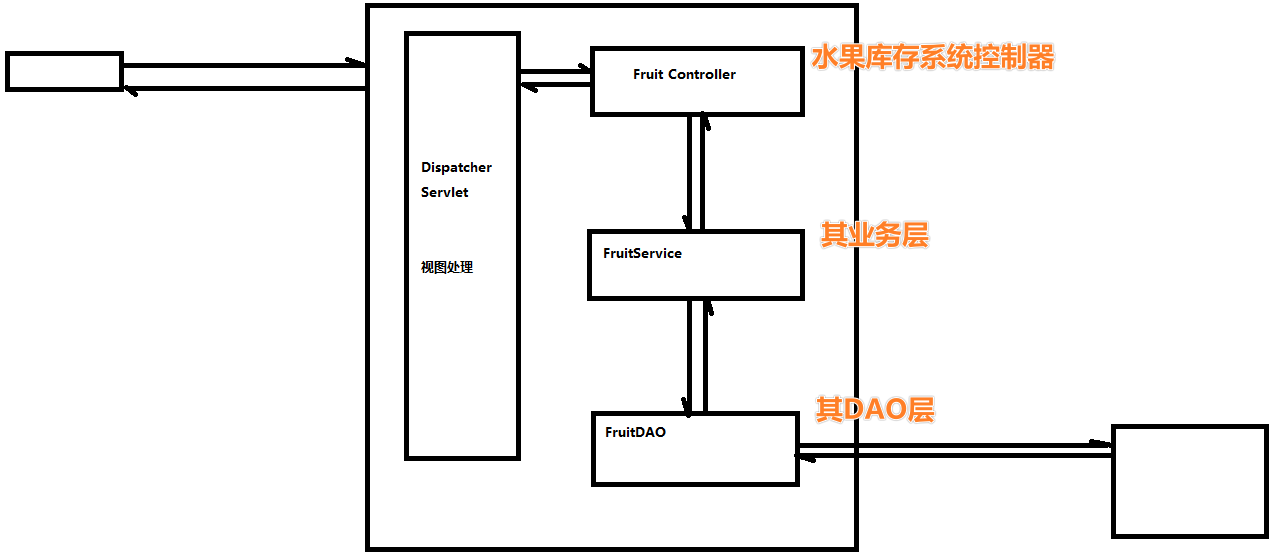 Fruit Controller
水果库存系统控制器
Dispatcher
Servlet
视图处理
FruitService
其业务层
FruitDAO
其DAO层